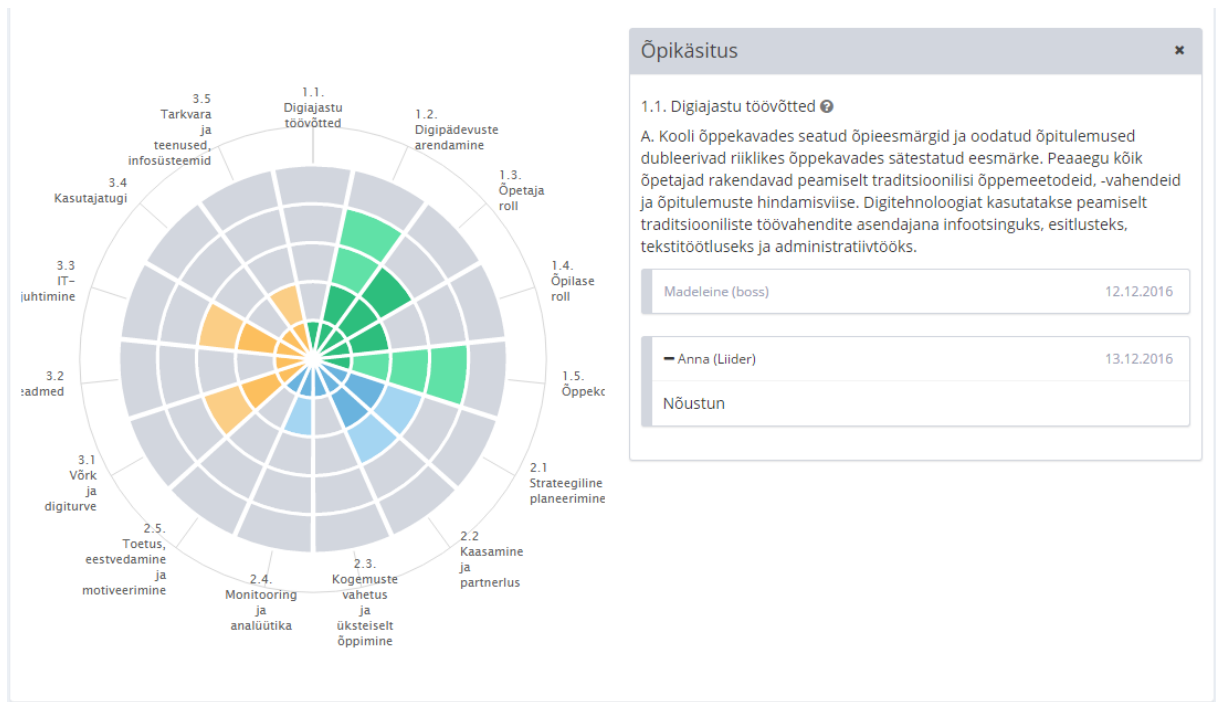 1.1.
Digiajastu
töövõtted
1.2.
Digipädevuste
arendamine
1.3.
Õpetaja
roll
1.4.
Õpilase
roll
1.5.
Õppekc
2.1
Strateegiline
planeerimine
2.2
Kaasamine
ja
partnerlus
2.3.
Kogemuste
vahetus
ja
üksteiselt
õppimine
2.4.
Monitooring
ja
analüütika
2.5.
Toetus,
eestvedamine
ja
motiveerimine
3.1
Võrk
ja
digiturve
3.2
eadmed
3.3
IT-
juhtimine
3.4
Kasutajatugi
3.5
Tarkvara
ja
teenused,
infosüsteemid
Õpikäsitus
1.1. Digiajastu töövõtted
A. Kooli õppekavades seatud õpieesmärgid ja oodatud õpitulemused
dubleerivad riiklikes õppekavades sätestatud eesmärke. Peaaegu kõik
õpetajad rakendavad peamiselt traditsioonilisi õppemeetodeid, -vahendeid
ja õpitulemuste hindamisviise. Digitehnoloogiat kasutatakse peamiselt
traditsiooniliste töövahendite asendajana infootsinguks, esitlusteks,
tekstitöötluseks ja administratiivtööks.
Madeleine (boss) 12.12.2016
Anna (Liider) 13.12.2016
Nõustun